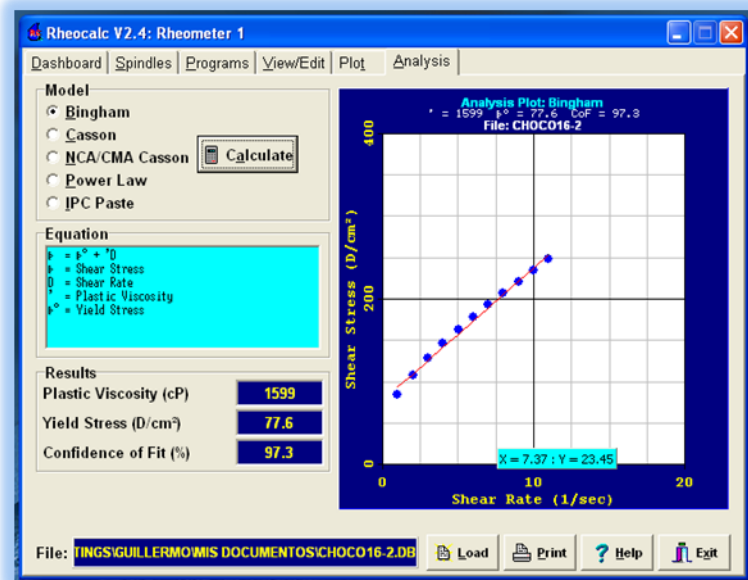 Rheocalc V2.4: Rheometer 1
Dashboard Spindles Programs View/Edit Plot Analysis
Model
Bingham
Casson
NCA/CMA Casson
Power Law
IPC Paste
Calculate
Equation
= ° + 'D
= Shear Stress
D = Shear Rate
' = Plastic Viscosity
° = Yield Stress
Results
Plastic Viscosity (cP) 1599
Yield Stress (D/cm²) 77.6
Confidence of Fit (%) 97.3
Analysis Plot: Bingham
' = 1599 ° = 77.6 CoF = 97.3
File: CHOCO16-2
400
200
0
Shear Stress (D/cm²)
X = 7.37 : Y = 23.45
0 10 20
Shear Rate (1/sec)
File: TINGS\GUILLERMO\MIS DOCUMENTOS\CHOCO16-2.DB Load Print Help Exit